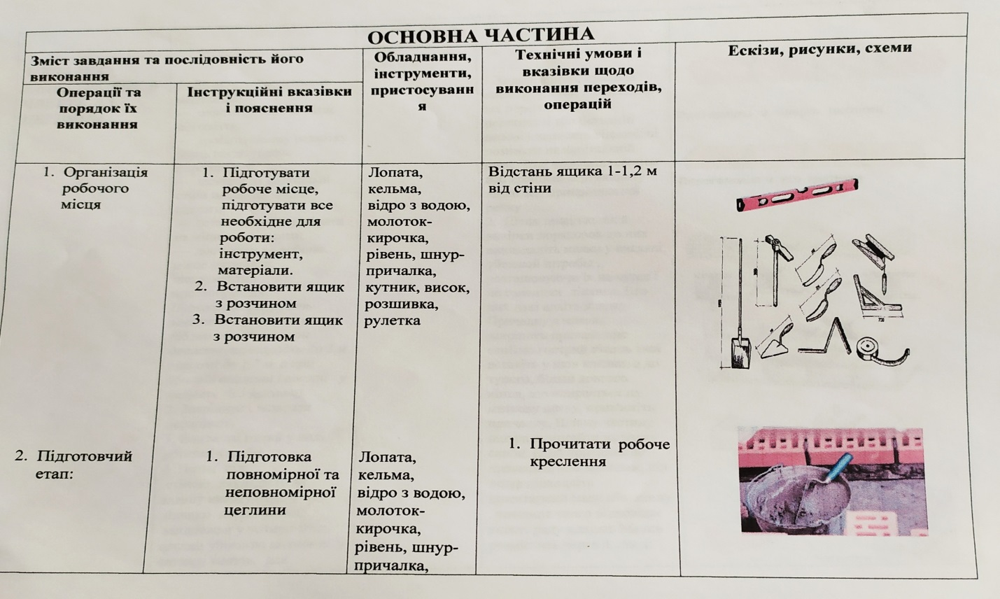 ОСНОВНА ЧАСТИНА
Зміст завдання та послідовність його
виконання
Операції та
порядок їх
виконання
Інструкційні вказівки
і пояснення
Обладнання,
інструменти,
пристосуванн
я
Технічні умови і
вказівки щодо
виконання переходів,
операцій
Ескізи, рисунки, схеми
1. Організація
робочого
місця
1. Підготувати
робоче місце,
підготувати все
необхідне для
роботи:
інструмент,
матеріали.
2. Встановити ящик
з розчином
3. Встановити ящик
з розчином
Лопата,
кельма,
відро з водою,
молоток-
кирочка,
рівень, шнур-
причалка,
кутник, висок,
розшивка,
рулетка
Відстань ящика 1-1,2 м
від стіни
2. Підготовчий
етап:
1. Підготовка
повномірної та
неповномірної
цеглини
Лопата,
кельма,
відро з водою,
молоток-
кирочка,
рівень, шнур-
причалка,
1. Прочитати робоче
креслення